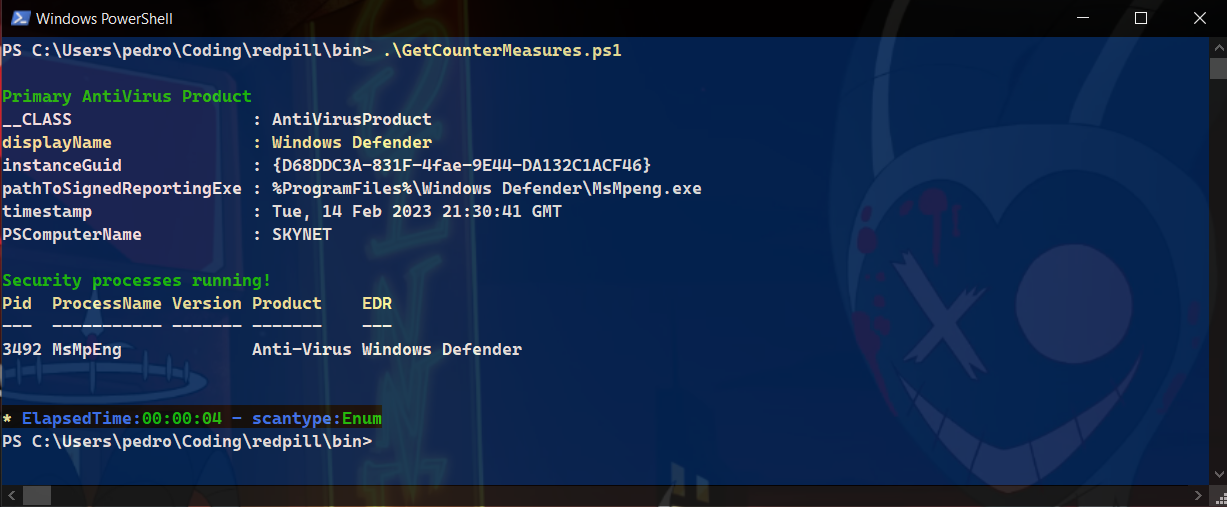 Windows PowerShell
PS C:\Users\pedro\Coding\redpill\bin> .\GetCounterMeasures.ps1
Primary AntiVirus Product
__CLASS                  : AntiVirusProduct
displayName              : Windows Defender
instanceGuid             : {D68DDC3A-831F-4fae-9E44-DA132C1ACF46}
pathToSignedReportingExe : %ProgramFiles%\Windows Defender\MsMpeng.exe
timestamp                : Tue, 14 Feb 2023 21:30:41 GMT
PSComputerName           : SKYNET
Security processes running!
Pid  ProcessName Version Product    EDR
---  ----------- ------- -------    ---
3492 MsMpEng             Anti-Virus Windows Defender
* ElapsedTime:00:00:04 - scantype:Enum
PS C:\Users\pedro\Coding\redpill\bin>